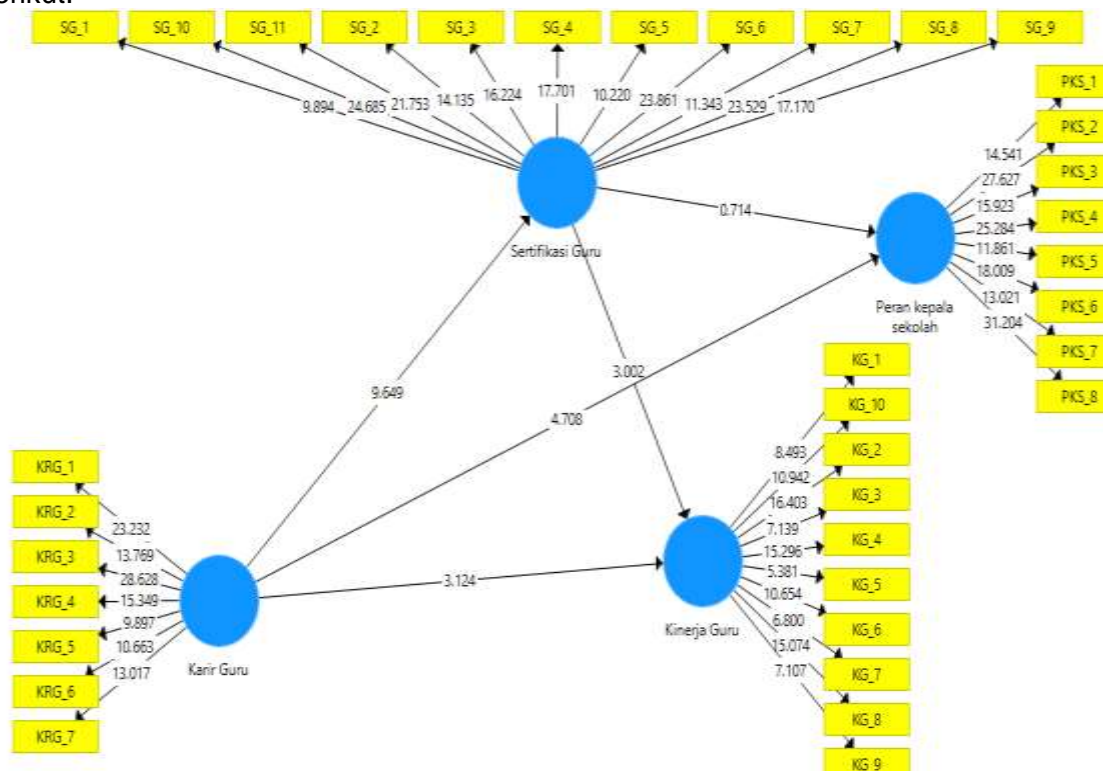 SG_1 SG_10 SG_11 SG_2 SG_3 SG_4 SG_5 SG_6 SG_7 SG_8 SG_9
9.894 24.685 21.753 14.135 16.224 17.701 10.220 23.861 11.343 23.529 17.170
PKS_1
PKS_2
PKS_3
PKS_4
PKS_5
PKS_6
PKS_7
PKS_8
14.541
27.627
15.923
25.284
11.861
18.009
13.021
31.204
0.714
Sertifikasi Guru
Peran kepala
sekolah
9.649
3.002
4.708
3.124
KG_1
KG_10
KG_2
KG_3
KG_4
KG_5
KG_6
KG_7
KG_8
KG_9
8.493
10.942
16.403
7.139
15.296
5.381
10.654
6.800
15.074
7.107
Kinerja Guru
KRG_1
KRG_2
KRG_3
KRG_4
KRG_5
KRG_6
KRG_7
23.232
13.769
28.628
15.349
9.897
10.663
13.017
Karir Guru